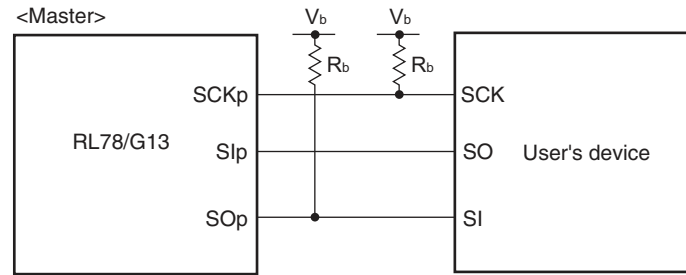 <Master>
Vb
Vb
Rb
Rb
SCKp
SCK
RL78/G13
SIp
SO
User's device
SOp
SI